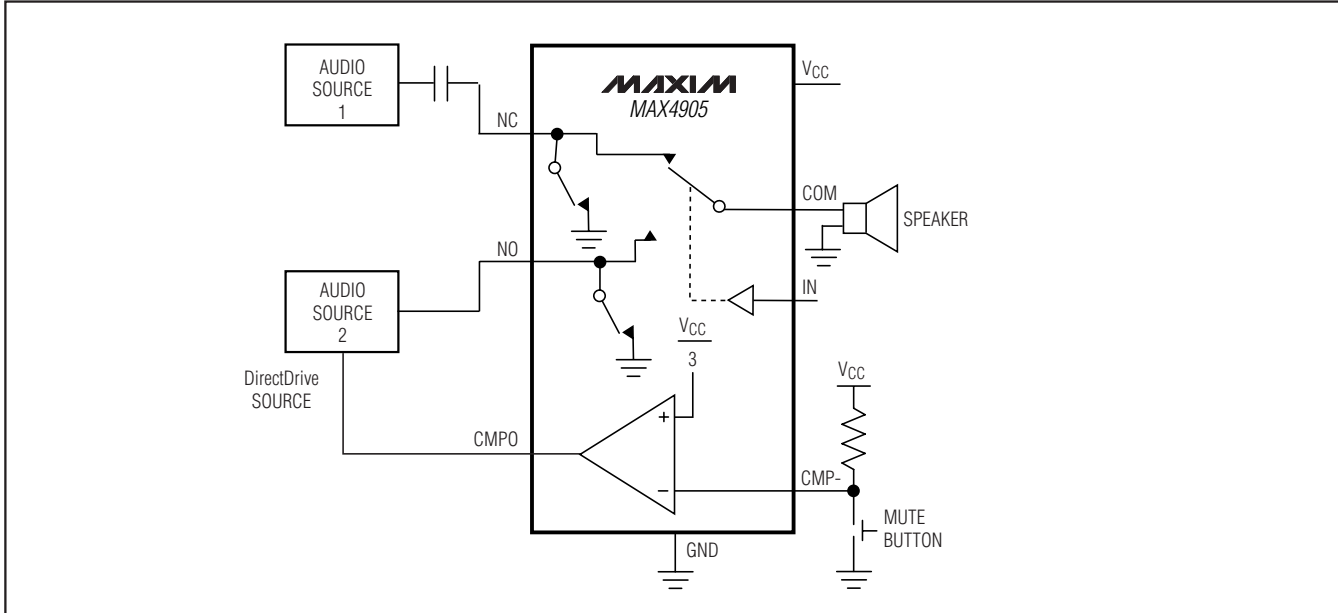 AUDIO
SOURCE
1
MAXIM
MAX4905
VCC
NC
COM
SPEAKER
NO
IN
AUDIO
SOURCE
2
VCC
3
DirectDrive
SOURCE
VCC
+
CMPO
−
CMP-
MUTE
BUTTON
GND